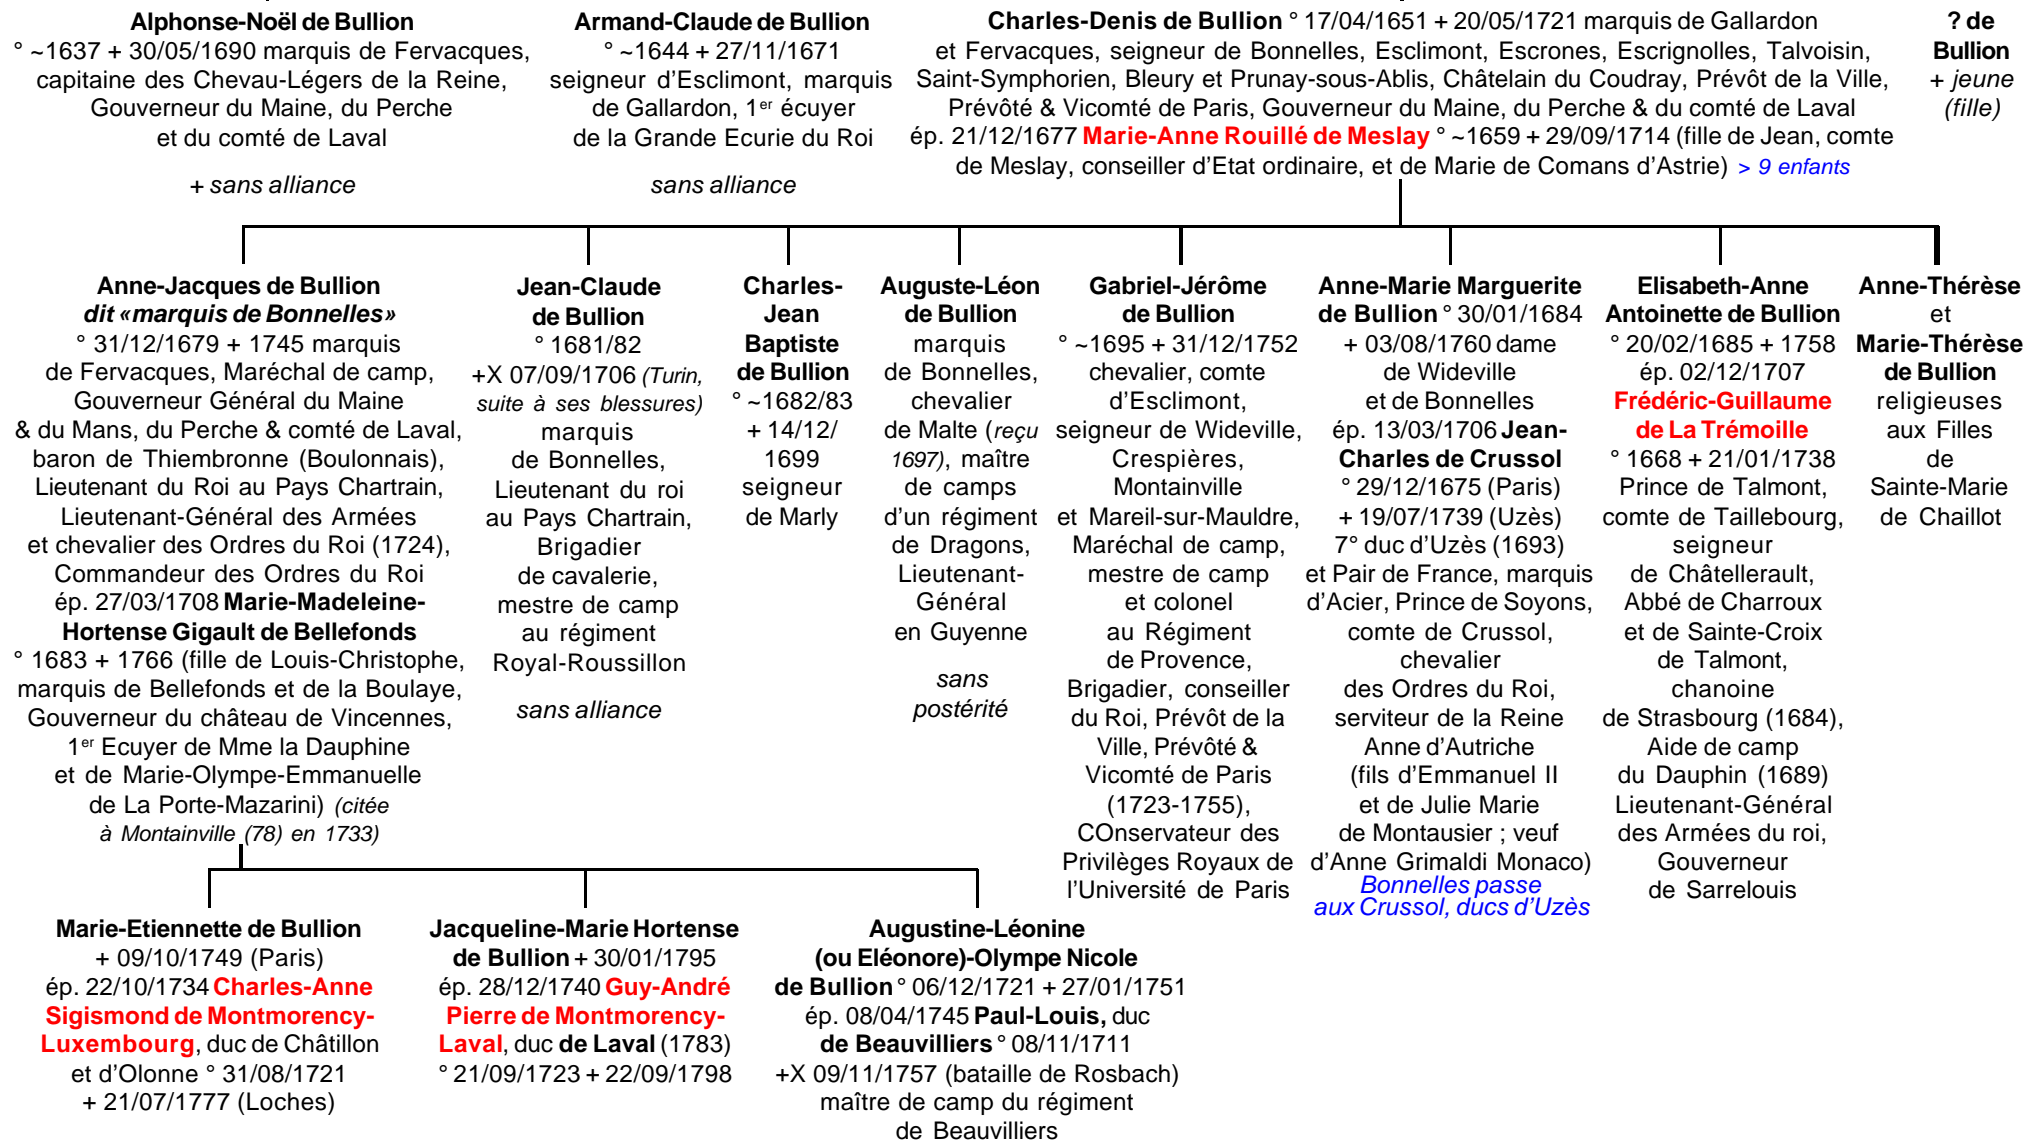 Alphonse-Noël de Bullion
° ~1637 + 30/05/1690 marquis de Fervacques,
capitaine des Chevau-Légers de la Reine,
Gouverneur du Maine, du Perche
et du comté de Laval
+ sans alliance
Armand-Claude de Bullion
° ~1644 + 27/11/1671
seigneur d'Esclimont, marquis
de Gallardon, 1er écuyer
de la Grande Ecurie du Roi
sans alliance
Charles-Denis de Bullion ° 17/04/1651 + 20/05/1721 marquis de Gallardon
et Fervacques, seigneur de Bonnelles, Esclimont, Escrones, Escrignolles, Talvoisin,
Saint-Symphorien, Bleury et Prunay-sous-Ablis, Châtelain du Coudray, Prévôt de la Ville,
Prévôté & Vicomté de Paris, Gouverneur du Maine, du Perche & du comté de Laval
ép. 21/12/1677 Marie-Anne Rouillé de Meslay ° ~1659 + 29/09/1714 (fille de Jean, comte
de Meslay, conseiller d'Etat ordinaire, et de Marie de Comans d'Astrie) > 9 enfants
? de
Bullion
+ jeune
(fille)
Anne-Jacques de Bullion
dit «marquis de Bonnelles»
° 31/12/1679 + 1745 marquis
de Fervacques, Maréchal de camp,
Gouverneur Général du Maine
& du Mans, du Perche & comté de Laval,
baron de Thiembronne (Boulonnais),
Lieutenant du Roi au Pays Chartrain,
Lieutenant-Général des Armées
et chevalier des Ordres du Roi (1724),
Commandeur des Ordres du Roi
ép. 27/03/1708 Marie-Madeleine-
Hortense Gigault de Bellefonds
° 1683 + 1766 (fille de Louis-Christophe,
marquis de Bellefonds et de la Boulaye,
Gouverneur du château de Vincennes,
1er Ecuyer de Mme la Dauphine
et de Marie-Olympe-Emmanuelle
de La Porte-Mazarini) (citée
à Montainville (78) en 1733)
Jean-Claude
de Bullion
° 1681/82
+X 07/09/1706 (Turin,
suite à ses blessures)
marquis
de Bonnelles,
Lieutenant du roi
au Pays Chartrain,
Brigadier
de cavalerie,
mestre de camp
au régiment
Royal-Roussillon
sans alliance
Charles-
Jean
Baptiste
de Bullion
° ~1682/83
+ 14/12/
1699
seigneur
de Marly
Auguste-Léon
de Bullion
marquis
de Bonnelles,
chevalier
de Malte (reçu
1697), maître
de camps
d'un régiment
de Dragons,
Lieutenant-
Général
en Guyenne
sans
postérité
Gabriel-Jérôme
de Bullion
° ~1695 + 31/12/1752
chevalier, comte
d'Esclimont,
seigneur de Wideville,
Crespières,
Montainville
et Mareil-sur-Mauldre,
Maréchal de camp,
mestre de camp
et colonel
au Régiment
de Provence,
Brigadier, conseiller
du Roi, Prévôt de la
Ville, Prévôté &
Vicomté de Paris
(1723-1755),
COnservateur des
Privilèges Royaux de
l'Université de Paris
Anne-Marie Marguerite
de Bullion ° 30/01/1684
+ 03/08/1760 dame
de Wideville
et de Bonnelles
ép. 13/03/1706 Jean-
Charles de Crussol
° 29/12/1675 (Paris)
+ 19/07/1739 (Uzès)
7° duc d'Uzès (1693)
et Pair de France, marquis
d'Acier, Prince de Soyons,
comte de Crussol,
chevalier
des Ordres du Roi,
serviteur de la Reine
Anne d'Autriche
(fils d'Emmanuel II
et de Julie Marie
de Montausier ; veuf
d'Anne Grimaldi Monaco)
Bonnelles passe
aux Crussol, ducs d'Uzès
Elisabeth-Anne
Antoinette de Bullion
° 20/02/1685 + 1758
ép. 02/12/1707
Frédéric-Guillaume
de La Trémoille
° 1668 + 21/01/1738
Prince de Talmont,
comte de Taillebourg,
seigneur
de Châtellerault,
Abbé de Charroux
et de Sainte-Croix
de Talmont,
chanoine
de Strasbourg (1684),
Aide de camp
du Dauphin (1689)
Lieutenant-Général
des Armées du roi,
Gouverneur
de Sarrelouis
Anne-Thérèse
et
Marie-Thérèse
de Bullion
religieuses
aux Filles
de
Sainte-Marie
de Chaillot
Marie-Etiennette de Bullion
+ 09/10/1749 (Paris)
ép. 22/10/1734 Charles-Anne
Sigismond de Montmorency-
Luxembourg, duc de Châtillon
et d'Olonne ° 31/08/1721
+ 21/07/1777 (Loches)
Jacqueline-Marie Hortense
de Bullion + 30/01/1795
ép. 28/12/1740 Guy-André
Pierre de Montmorency-
Laval, duc de Laval (1783)
° 21/09/1723 + 22/09/1798
Augustine-Léonine
(ou Eléonore)-Olympe Nicole
de Bullion ° 06/12/1721 + 27/01/1751
ép. 08/04/1745 Paul-Louis, duc
de Beauvilliers ° 08/11/1711
+X 09/11/1757 (bataille de Rosbach)
maître de camp du régiment
de Beauvilliers